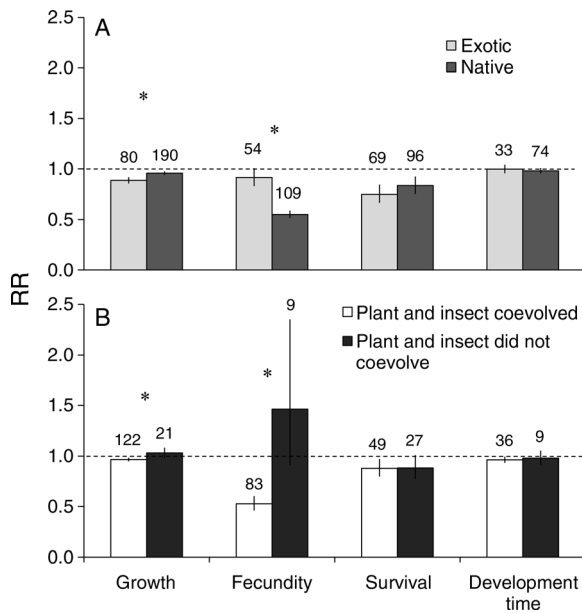 A
Exotic
Native
2.5
2.0
1.5
1.0
0.5
0.0
*
*
80 190 54 109 69 96 33 74
RR
B
Plant and insect coevolved
Plant and insect did not
coevolve
2.5
2.0
1.5
1.0
0.5
0.0
*
*
122 21 83 9 49 27 36 9
Growth Fecundity Survival Development
time